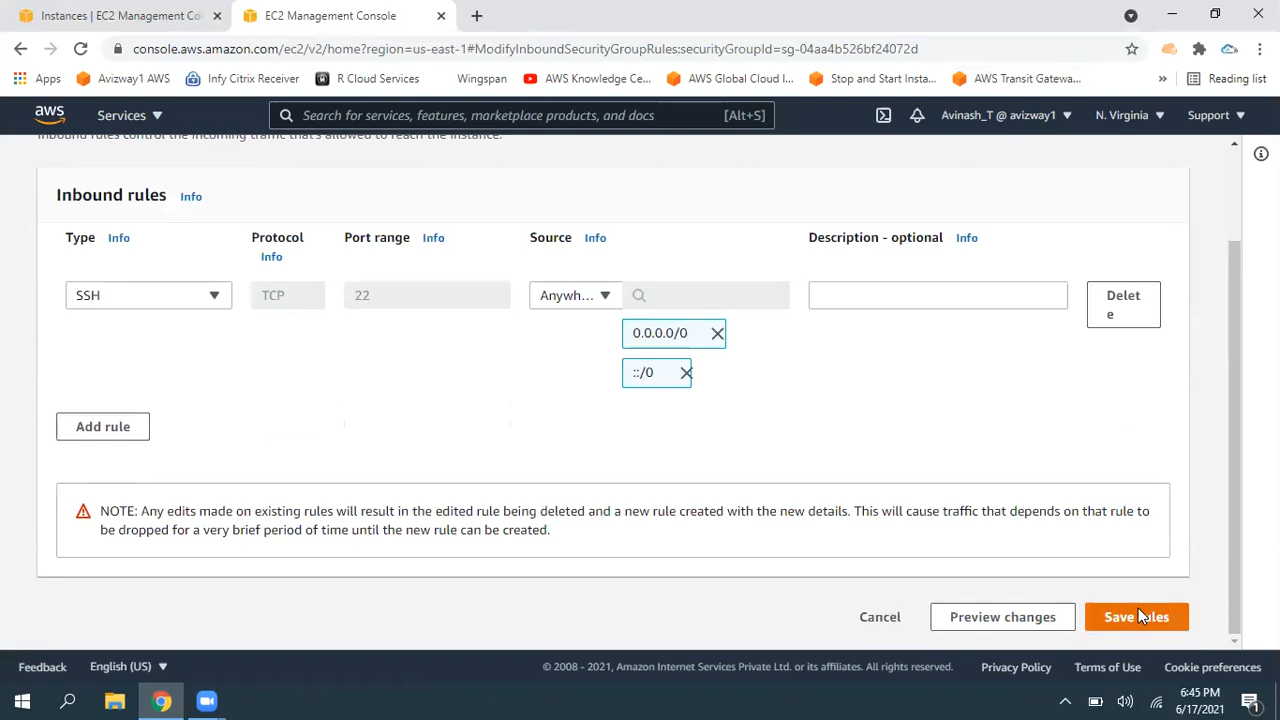 Instances | EC2 Management Co
EC2 Management Console
console.aws.amazon.com/ec2/v2/home?region=us-east-1#ModifyInboundSecurityGroupRules:securityGroupId=sg-04aa4b526bf24072d
Apps
Avizway1 AWS
Infy Citrix Receiver
R Cloud Services
Wingspan
AWS Knowledge Ce...
AWS Global Cloud I...
Stop and Start Insta...
AWS Transit Gatewa...
»
Reading list
aws
Services
Search for services, features, marketplace products, and docs
[Alt+S]
Avinash_T @ avizway1
N. Virginia
Support
Inbound rules control the incoming traffic that's allowed to reach the instance.
Inbound rules Info
Type Info
Protocol
Info
Port range Info
Source Info
Description - optional Info
SSH
TCP
22
Anywh...
0.0.0.0/0
::/0
Delet
e
Add rule
NOTE: Any edits made on existing rules will result in the edited rule being deleted and a new rule created with the new details. This will cause traffic that depends on that rule to
be dropped for a very brief period of time until the new rule can be created.
Cancel
Preview changes
Save rules
Feedback
English (US)
© 2008 - 2021, Amazon Internet Services Private Ltd. or its affiliates. All rights reserved.
Privacy Policy
Terms of Use
Cookie preferences
6:45 PM
6/17/2021
1